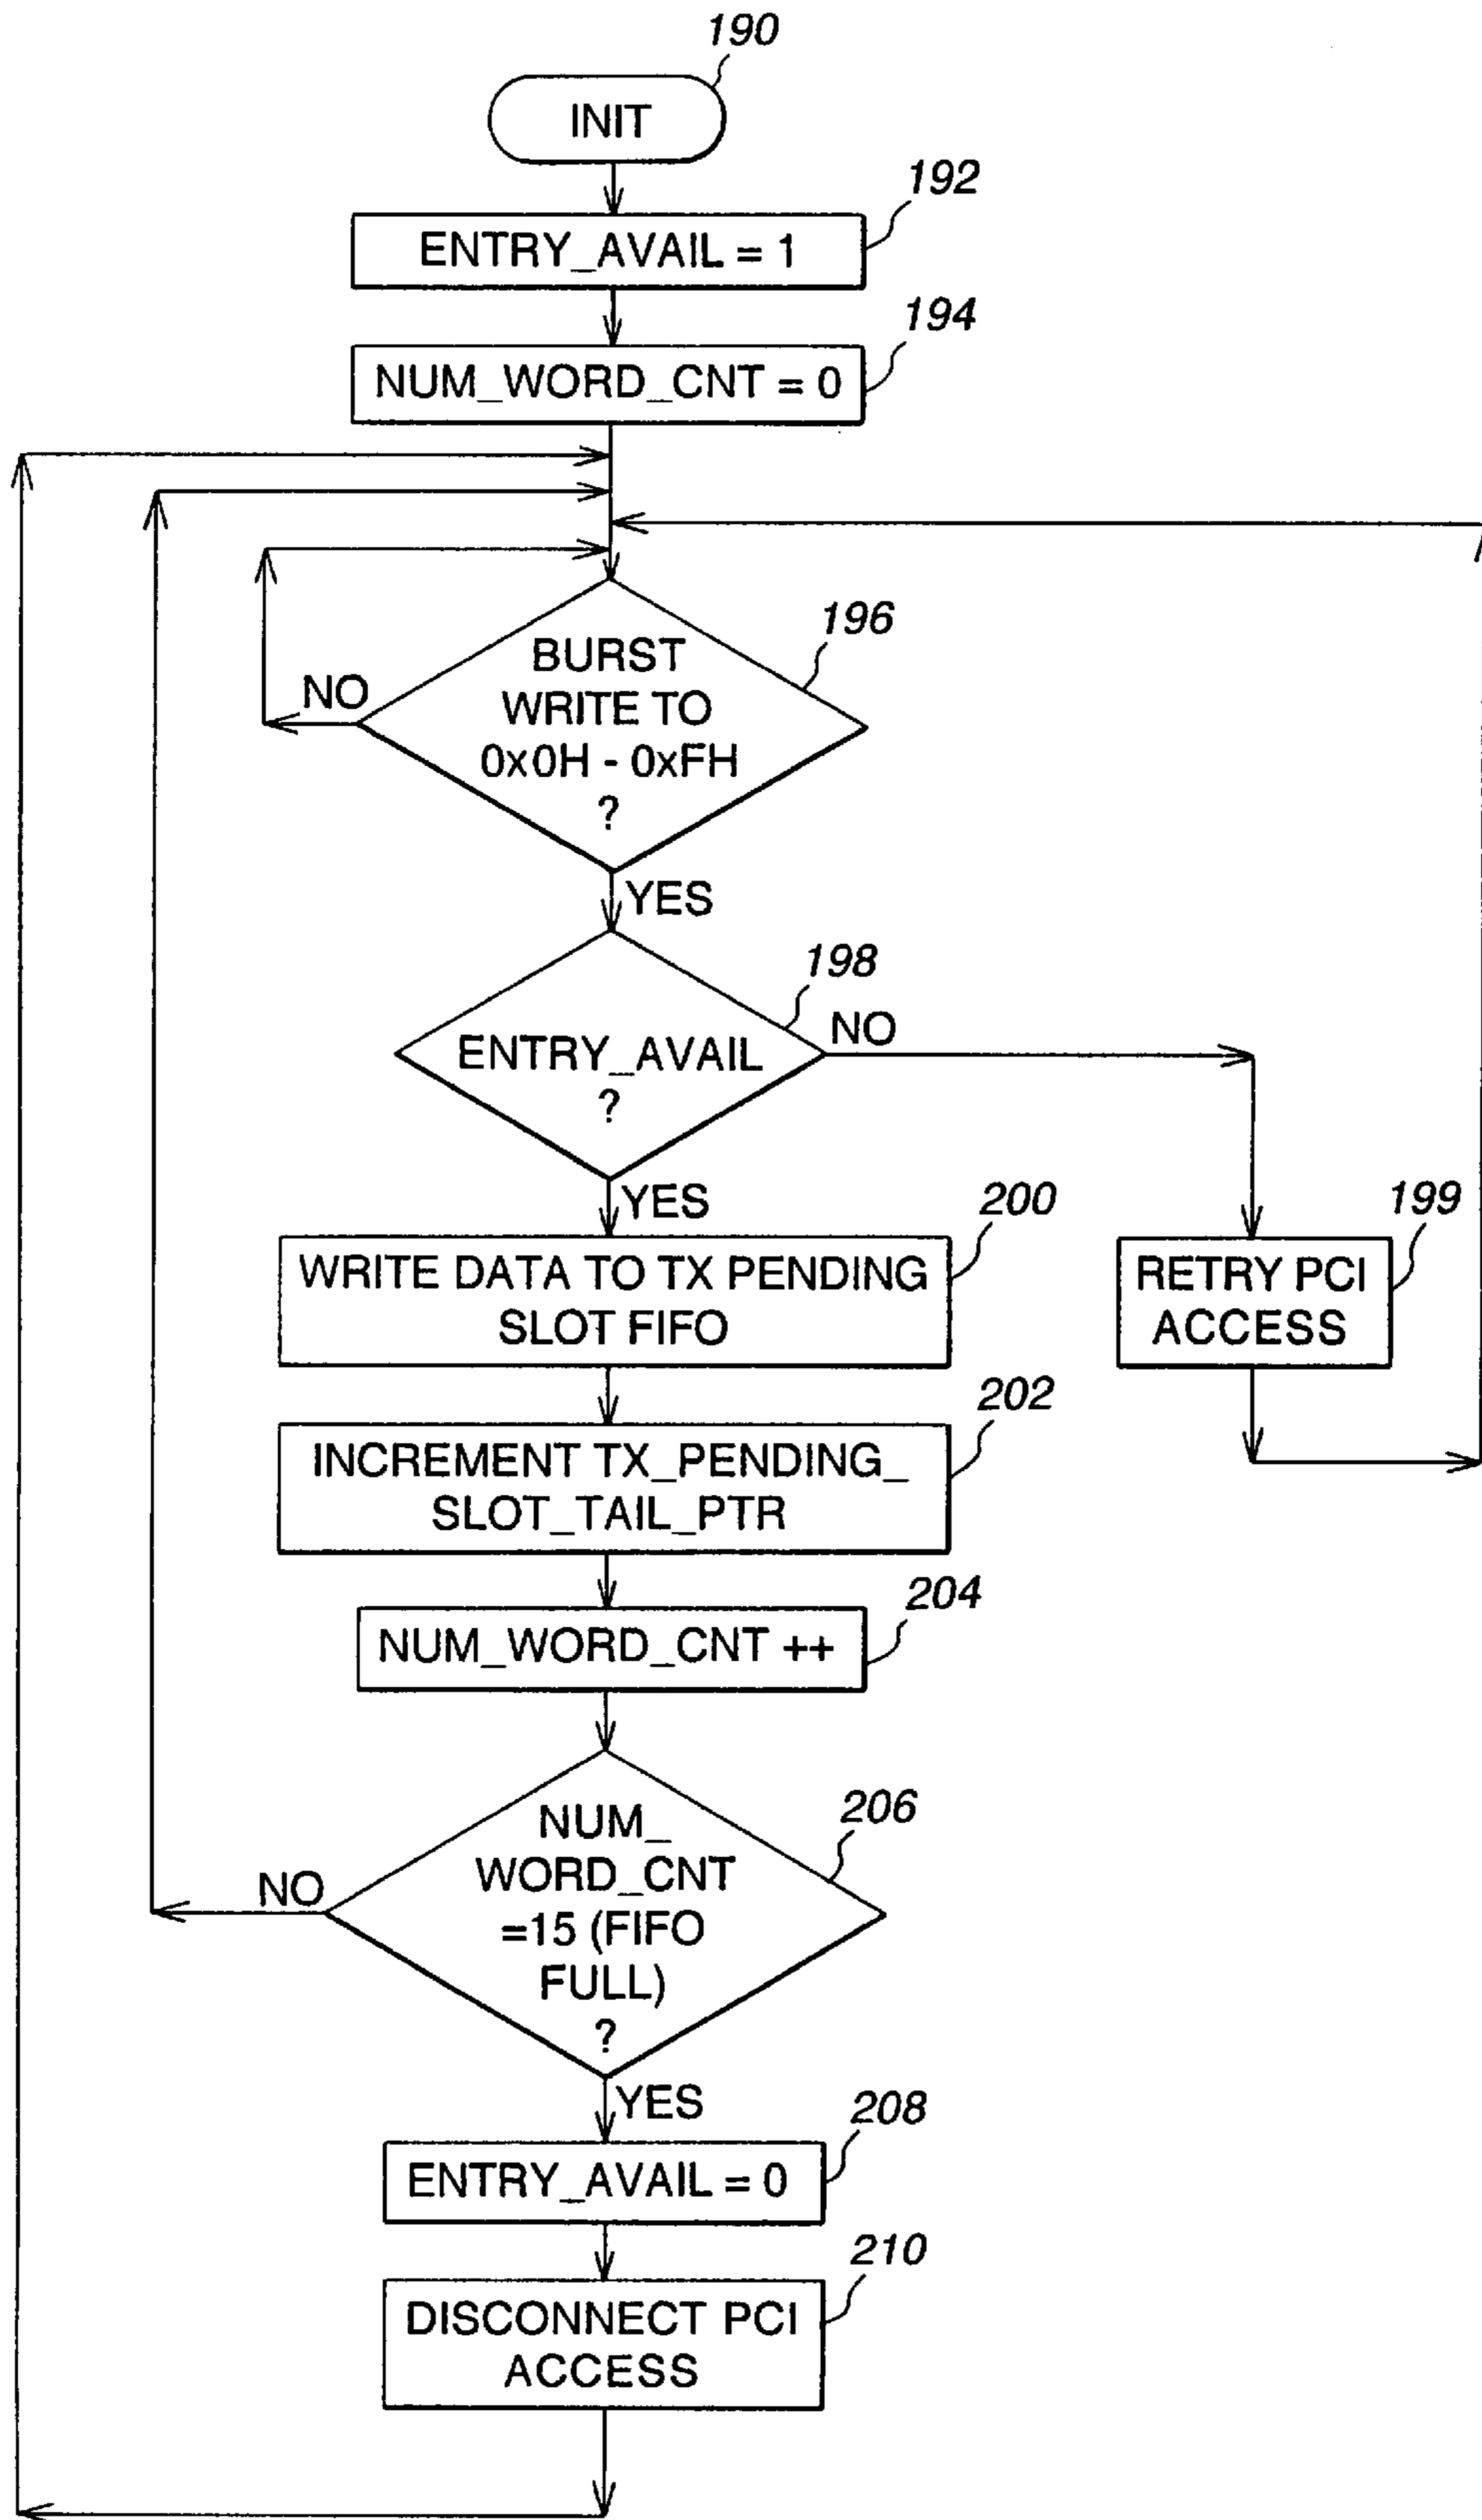 190
INIT
192
ENTRY_AVAIL = 1
194
NUM_WORD_CNT = 0
196
BURST
WRITE TO
0x0H - 0xFH
?
NO
YES
198
ENTRY_AVAIL
?
NO
YES
200
WRITE DATA TO TX PENDING
SLOT FIFO
199
RETRY PCI
ACCESS
202
INCREMENT TX_PENDING_
SLOT_TAIL_PTR
204
NUM_WORD_CNT ++
206
NUM_
WORD_CNT
=15 (FIFO
FULL)
?
NO
YES
208
ENTRY_AVAIL = 0
210
DISCONNECT PCI
ACCESS